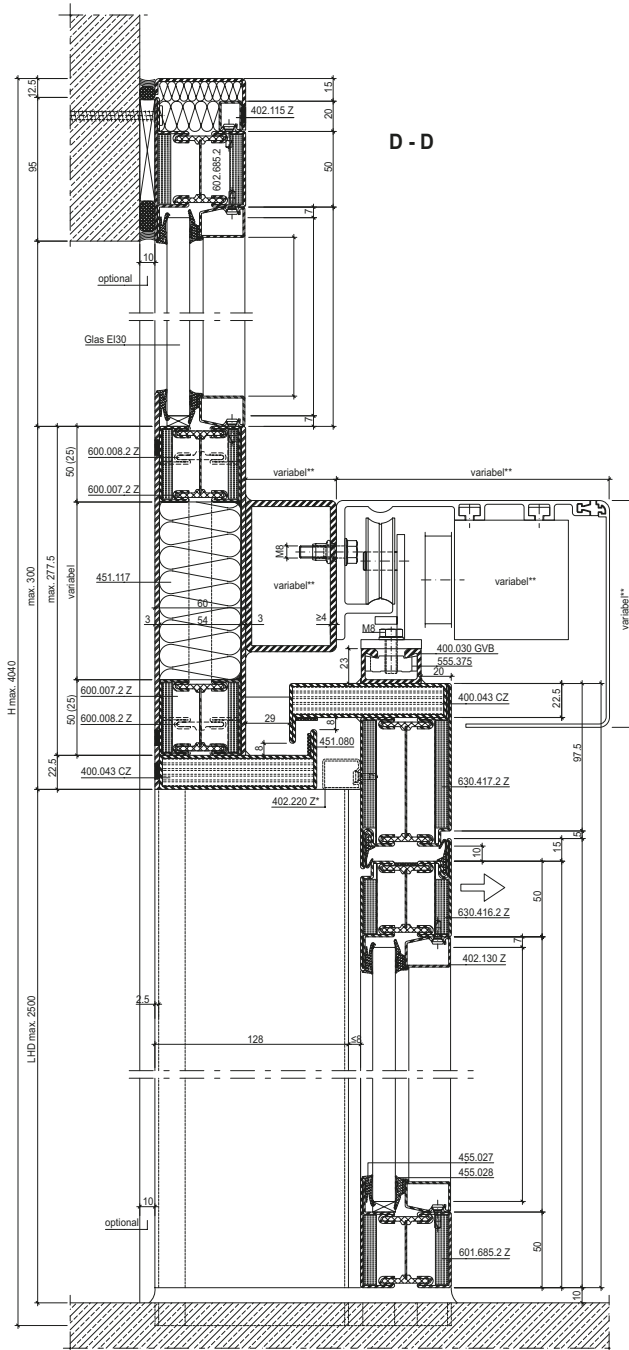 12.5
15
402.115 Z
20
D - D
602.685.2
95
50
7
10
optional
Glas EI30
7
50 (25)
600.008.2 Z
variabel**
variabel**
600.007.2 Z
H max. 4040
max. 300
max. 277.5
variabel
M8
451.117
variabel**
variabel**
variabel**
60
3
54
3
≥4
M8
400.030 GVB
23
555.375
20
50 (25)
600.007.2 Z
400.043 CZ
22.5
600.008.2 Z
29
8
8
451.080
97.5
22.5
400.043 CZ
630.417.2 Z
402.220 Z*
5
10
15
50
630.416.2 Z
7
402.130 Z
LHD max. 2500
2.5
128
≤8
455.027
455.028
10
optional
601.685.2 Z
50
10